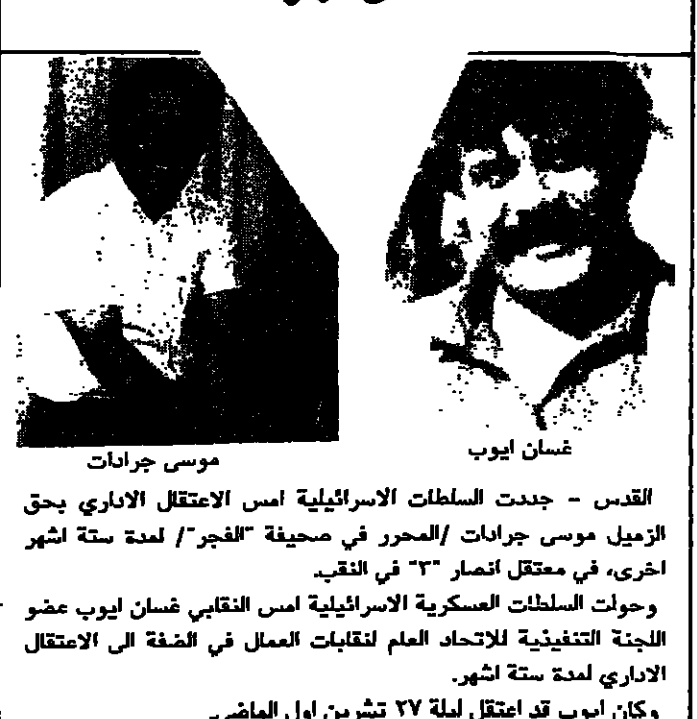 غسان ايوب
موسى جرادات
القدس - جددت السلطات الاسرائيلية امس الاعتقال الاداري بحق
الزميل موسى جرادات /المحرر في صحيفة "الفجر"/ لمدة ستة اشهر
اخرى، في معتقل انصار "٣" في النقب.
وحولت السلطات العسكرية الاسرائيلية امس النقابي غسان ايوب عضو
اللجنة التنفيذية للاتحاد العام لنقابات العمال في الضفة الى الاعتقال
الاداري لمدة ستة اشهر.
وكان ايوب قد اعتقل ليلة ٢٧ تشرين اول الماضي.